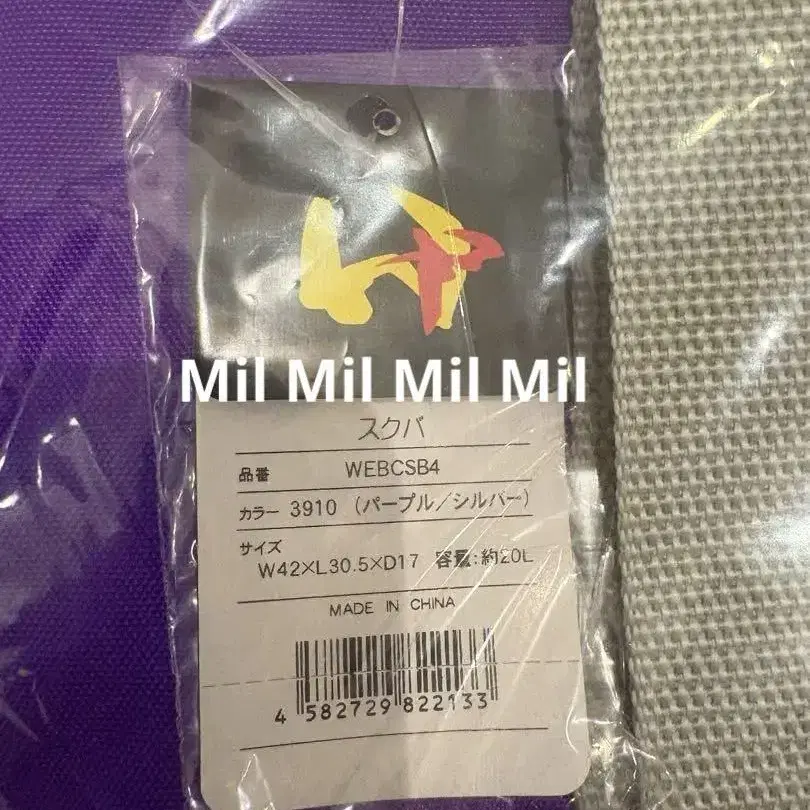 Mil Mil Mil Mil
スクバ
品番 WEBCSB4
カラー 3910 (パープル／シルバー)
サイズ
W42×L30.5×D17 容量:約20L
MADE IN CHINA
4 582729 822133